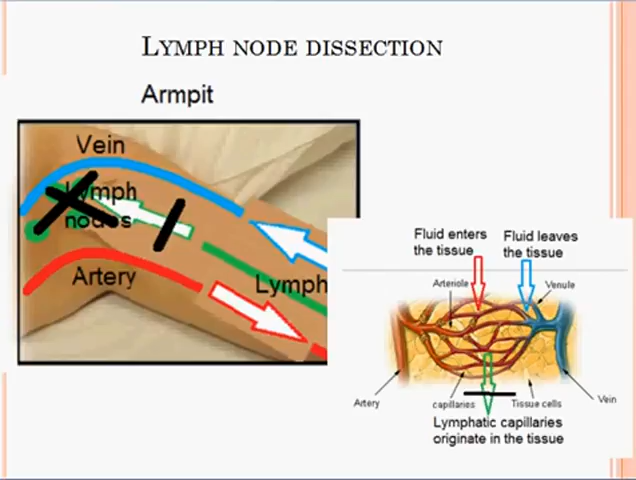 LYMPH NODE DISSECTION
Armpit
Vein
Lymph
nodes
Artery
Lymph
Fluid enters
the tissue
Fluid leaves
the tissue
Arteriole
Venule
Artery
capillaries
Tissue cells
Vein
Lymphatic capillaries
originate in the tissue